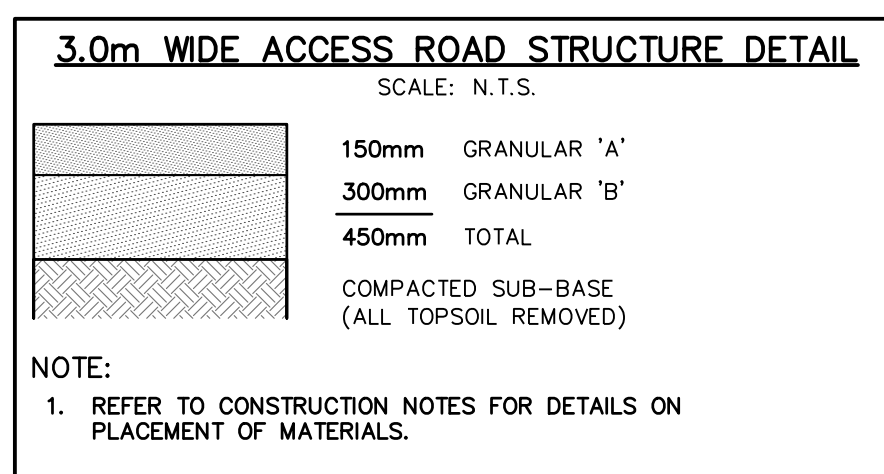 3.0m WIDE ACCESS ROAD STRUCTURE DETAIL
SCALE: N.T.S.
150mm GRANULAR 'A'
300mm GRANULAR 'B'
450mm TOTAL
COMPACTED SUB-BASE
(ALL TOPSOIL REMOVED)
NOTE:
1. REFER TO CONSTRUCTION NOTES FOR DETAILS ON
PLACEMENT OF MATERIALS.